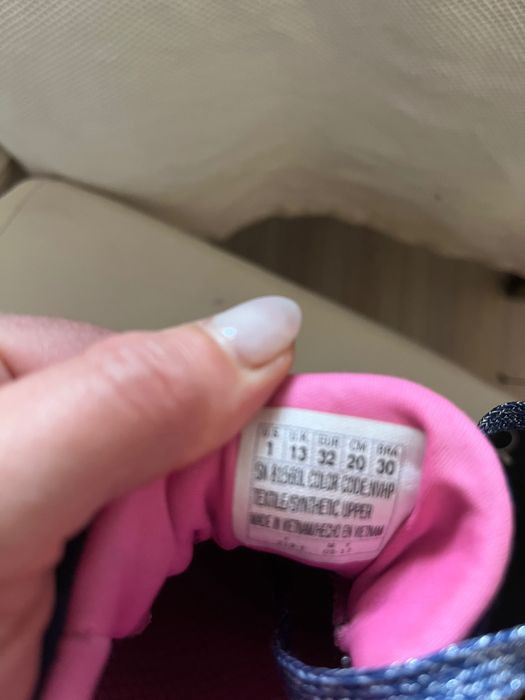 US UK EUR CM BRA
1 13 32 20 30
SN 81560L COLOR CODE:NVHP
TEXTILE/SYNTHETIC UPPER
MADE IN VIETNAM/HECHO EN VIETNAM